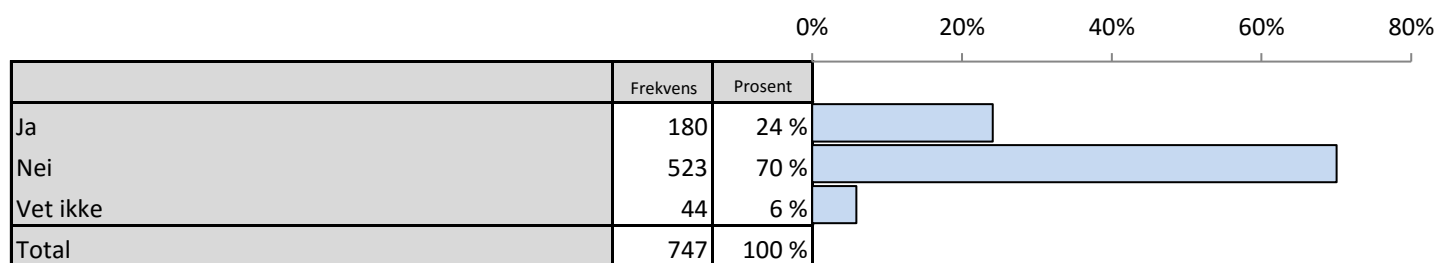 0% 20% 40% 60% 80%
Frekvens Prosent
Ja 180 24 %
Nei 523 70 %
Vet ikke 44 6 %
Total 747 100 %